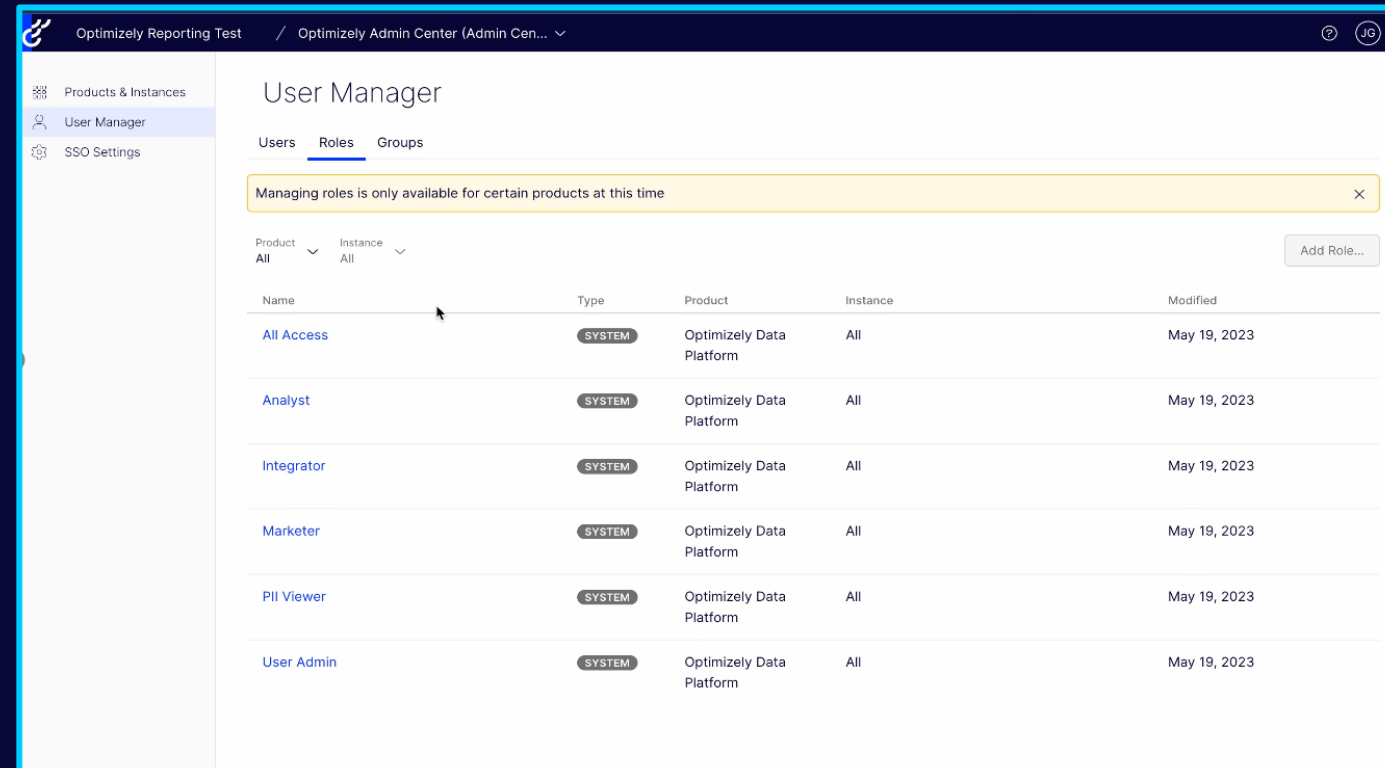 Optimizely Reporting Test / Optimizely Admin Center (Admin Cen...
? JG
Products & Instances
User Manager
SSO Settings
User Manager
Users Roles Groups
Managing roles is only available for certain products at this time
Product
All
Instance
All
Add Role...
Name Type Product Instance Modified
All Access SYSTEM Optimizely Data All May 19, 2023
Platform
Analyst SYSTEM Optimizely Data All May 19, 2023
Platform
Integrator SYSTEM Optimizely Data All May 19, 2023
Platform
Marketer SYSTEM Optimizely Data All May 19, 2023
Platform
PII Viewer SYSTEM Optimizely Data All May 19, 2023
Platform
User Admin SYSTEM Optimizely Data All May 19, 2023
Platform